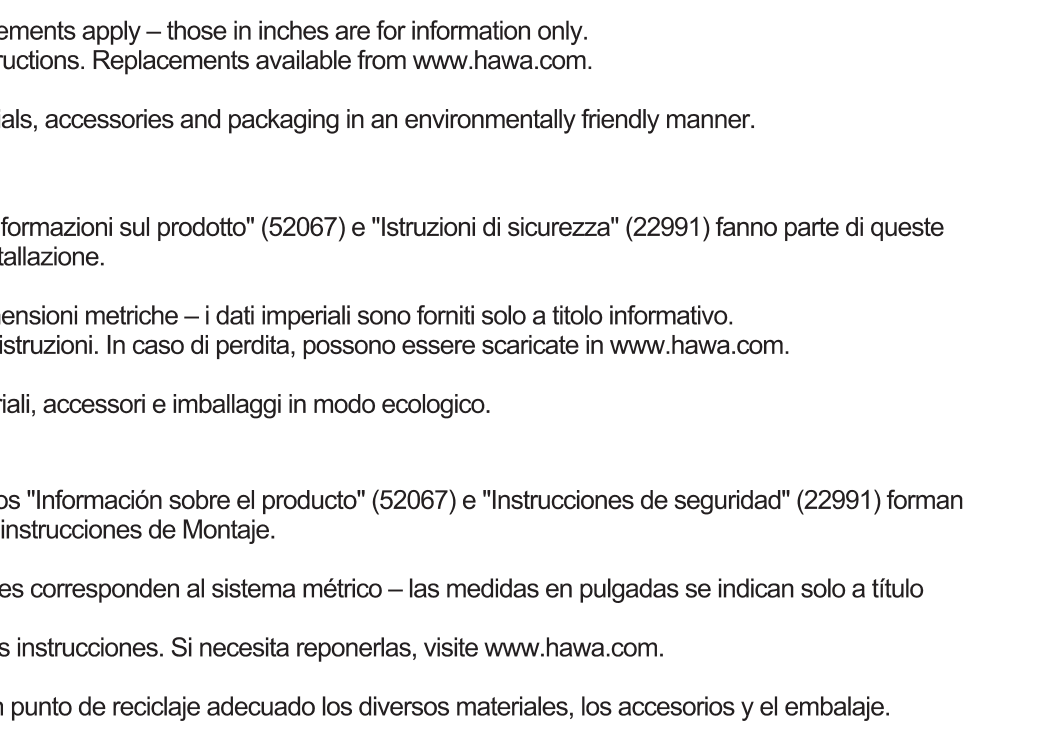 ements apply – those in inches are for information only.
ructions. Replacements available from www.hawa.com.
ials, accessories and packaging in an environmentally friendly manner.
formazioni sul prodotto" (52067) e "Istruzioni di sicurezza" (22991) fanno parte di queste
tallazione.
ensioni metriche – i dati imperiali sono forniti solo a titolo informativo.
istruzioni. In caso di perdita, possono essere scaricate in www.hawa.com.
riali, accessori e imballaggi in modo ecologico.
os "Información sobre el producto" (52067) e "Instrucciones de seguridad" (22991) forman
instrucciones de Montaje.
es corresponden al sistema métrico – las medidas en pulgadas se indican solo a título
s instrucciones. Si necesita reponerlas, visite www.hawa.com.
n punto de reciclaje adecuado los diversos materiales, los accesorios y el embalaje.